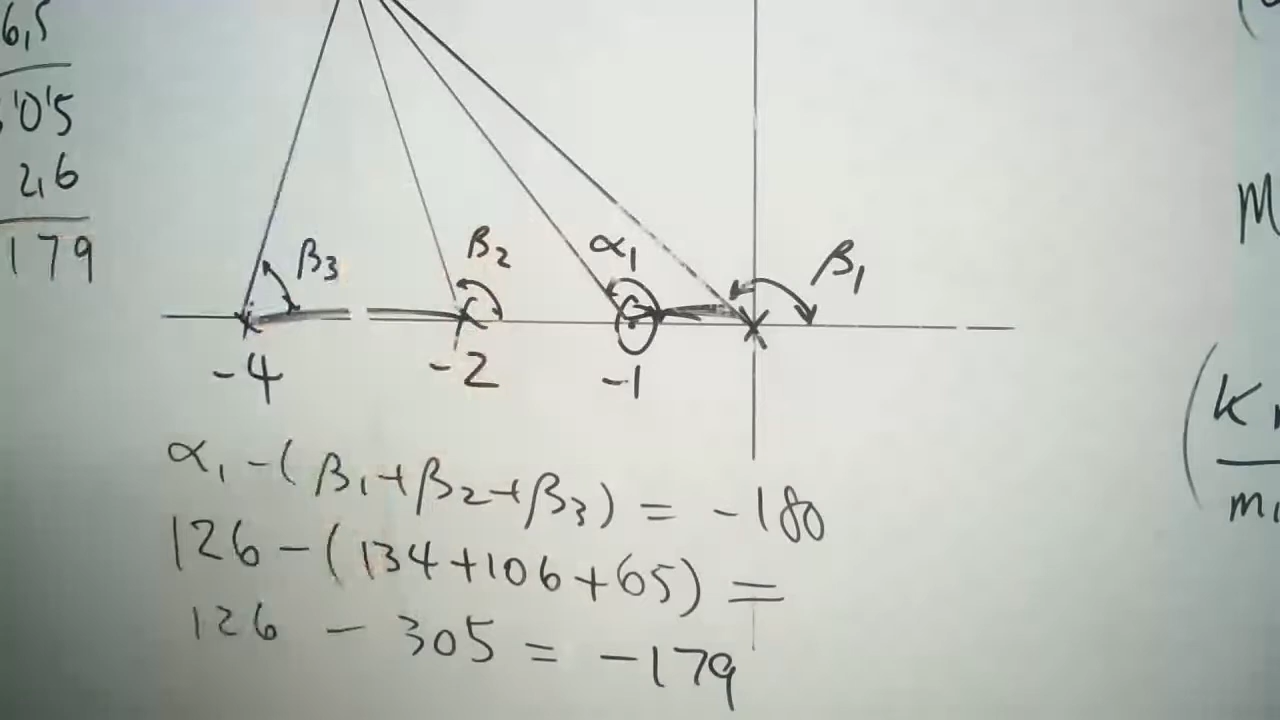 6,5
'0'5
2,6
179
β3
β2
α1
β1
-4
-2
-1
α1-(β1+β2+β3) = -180
126-(134+106+65) =
126 - 305 = -179
M
K
m